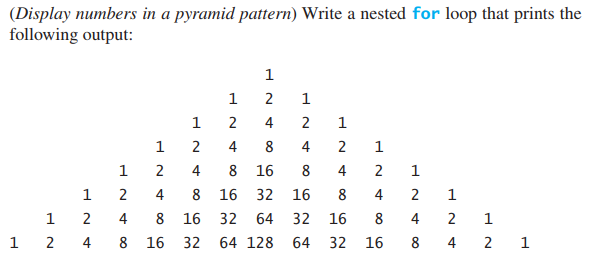 (Display numbers in a pyramid pattern) Write a nested for loop that prints the
following output:
1
1 2 1
1 2 4 2 1
1 2 4 8 4 2 1
1 2 4 8 16 8 4 2 1
1 2 4 8 16 32 16 8 4 2 1
1 2 4 8 16 32 64 32 16 8 4 2 1
1 2 4 8 16 32 64 128 64 32 16 8 4 2 1